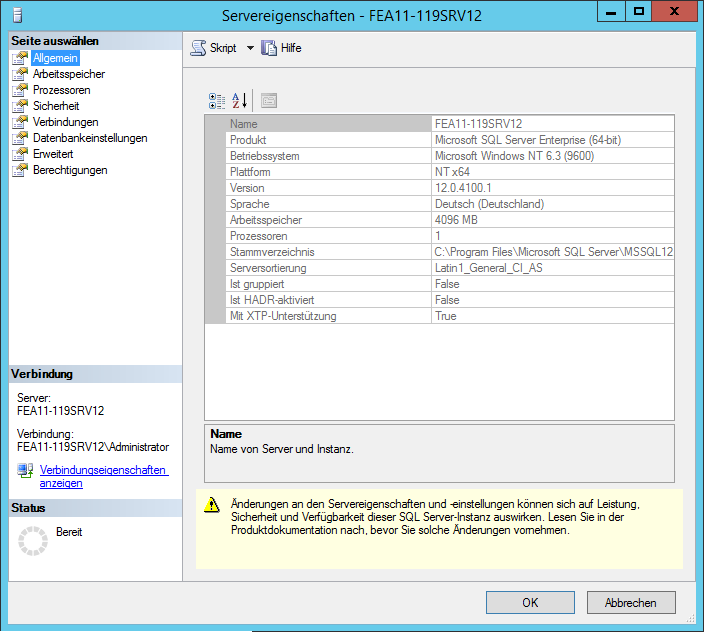 Servereigenschaften - FEA11-119SRV12
Seite auswählen
Allgemein
Arbeitsspeicher
Prozessoren
Sicherheit
Verbindungen
Datenbankeinstellungen
Erweitert
Berechtigungen
Skript
Hilfe
Name FEA11-119SRV12
Produkt Microsoft SQL Server Enterprise (64-bit)
Betriebssystem Microsoft Windows NT 6.3 (9600)
Plattform NT x64
Version 12.0.4100.1
Sprache Deutsch (Deutschland)
Arbeitsspeicher 4096 MB
Prozessoren 1
Stammverzeichnis C:\Program Files\Microsoft SQL Server\MSSQL12
Serversortierung Latin1_General_CI_AS
Ist gruppiert False
Ist HADR-aktiviert False
Mit XTP-Unterstützung True
Name
Name von Server und Instanz.
Verbindung
Server:
FEA11-119SRV12
Verbindung:
FEA11-119SRV12\Administrator
Verbindungseigenschaften
anzeigen
Status
Bereit
Änderungen an den Servereigenschaften und -einstellungen können sich auf Leistung,
Sicherheit und Verfügbarkeit dieser SQL Server-Instanz auswirken. Lesen Sie in der
Produktdokumentation nach, bevor Sie solche Änderungen vornehmen.
OK
Abbrechen